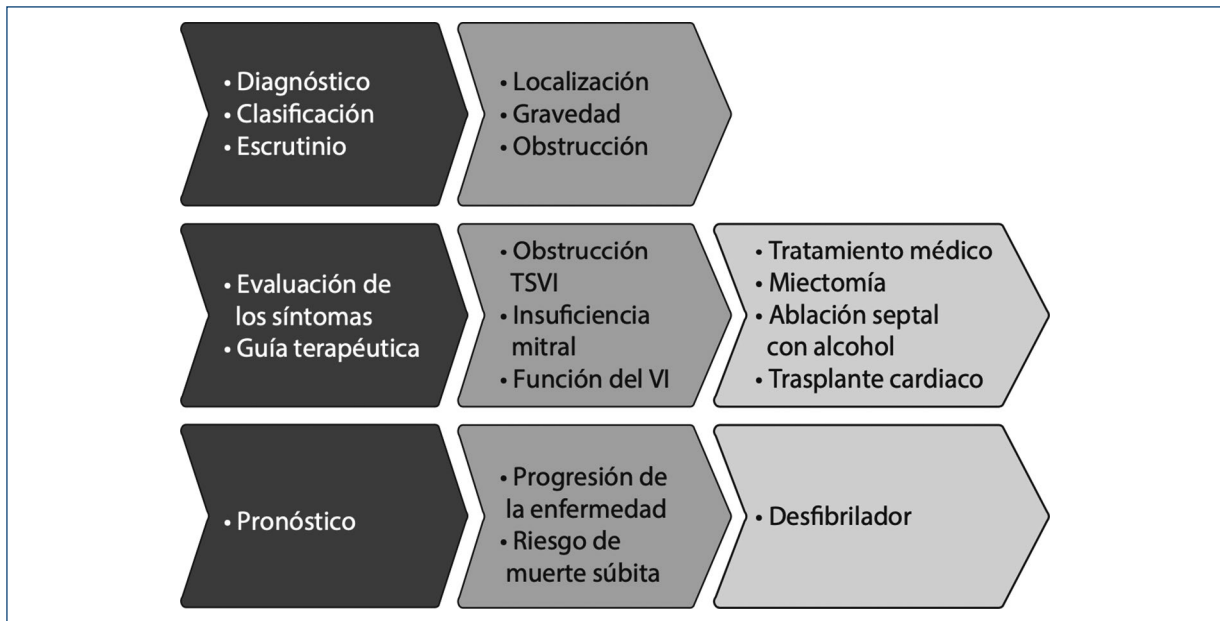 • Diagnóstico
• Clasificación
• Escrutinio
• Localización
• Gravedad
• Obstrucción
• Evaluación de
los síntomas
• Guía terapéutica
• Obstrucción
TSVI
• Insuficiencia
mitral
• Función del VI
• Tratamiento médico
• Miectomía
• Ablación septal
con alcohol
• Trasplante cardiaco
• Pronóstico
• Progresión de
la enfermedad
• Riesgo de
muerte súbita
• Desfibrilador